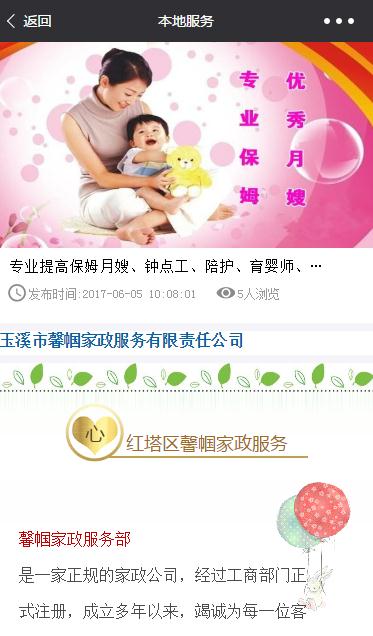 返回
本地服务
优秀月嫂
专业保姆
专业提高保姆月嫂、钟点工、陪护、育婴师、…
发布时间:2017-06-05 10:08:01
5人浏览
玉溪市馨帼家政服务有限责任公司
心
红塔区馨帼家政服务
馨帼家政服务部
是一家正规的家政公司，经过工商部门正
式注册，成立多年以来，竭诚为每一位客